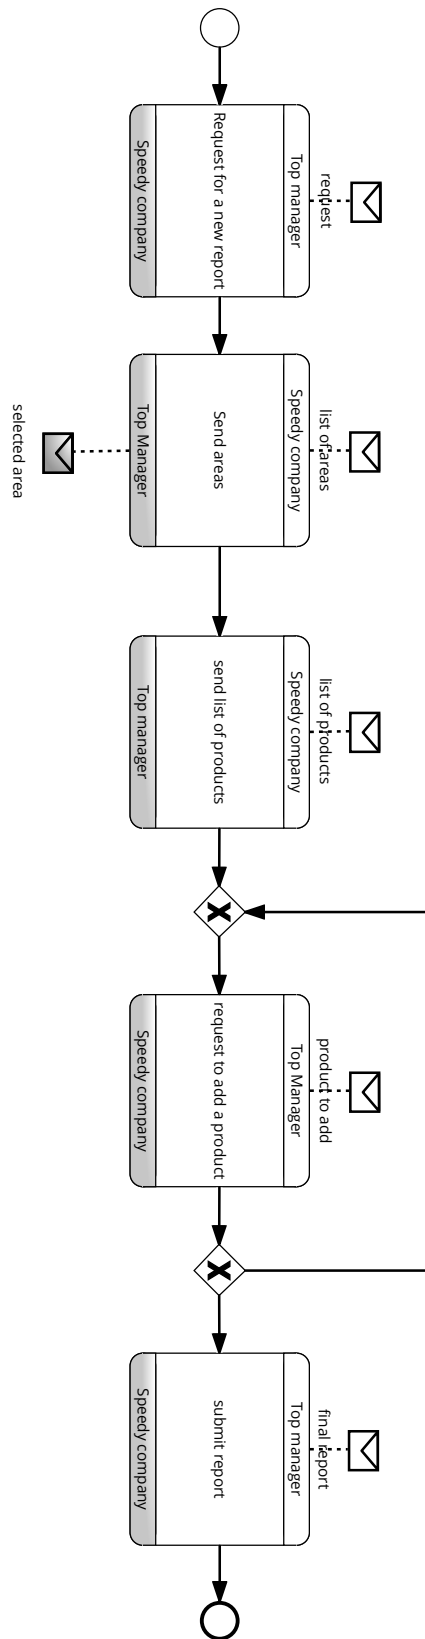 request
Top manager
Request for a new report
Speedy company
list of areas
Speedy company
Send areas
Top Manager
selected area
list of products
Speedy company
send list of products
Top manager
product to add
Top Manager
request to add a product
Speedy company
final report
Top manager
submit report
Speedy company